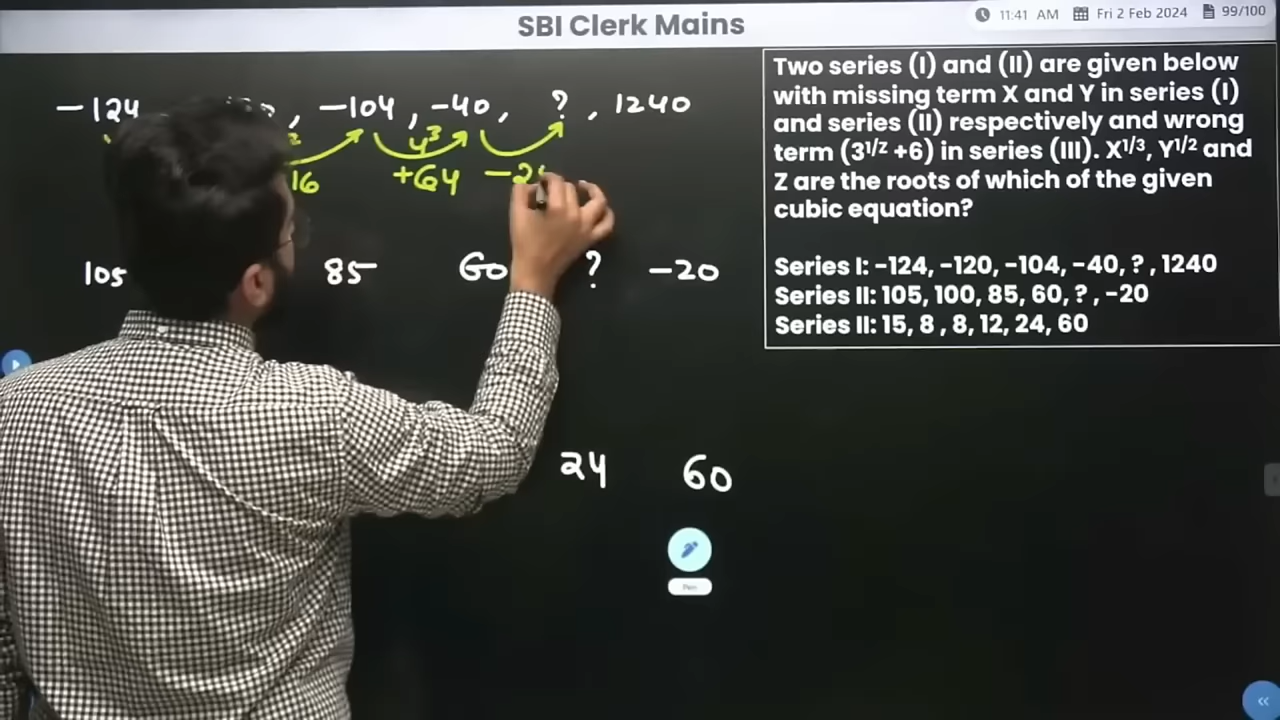 SBI Clerk Mains
11:41 AM Fri 2 Feb 2024 99/100
-124 , -104 , -40 , ? , 1240
4³
16 +64
105 85 60 ? -20
24 60
Pen
Two series (I) and (II) are given below
with missing term X and Y in series (I)
and series (II) respectively and wrong
term (3^1/Z +6) in series (III). X^1/3, Y^1/2 and
Z are the roots of which of the given
cubic equation?
Series I: -124, -120, -104, -40, ? , 1240
Series II: 105, 100, 85, 60, ? , -20
Series II: 15, 8 , 8, 12, 24, 60